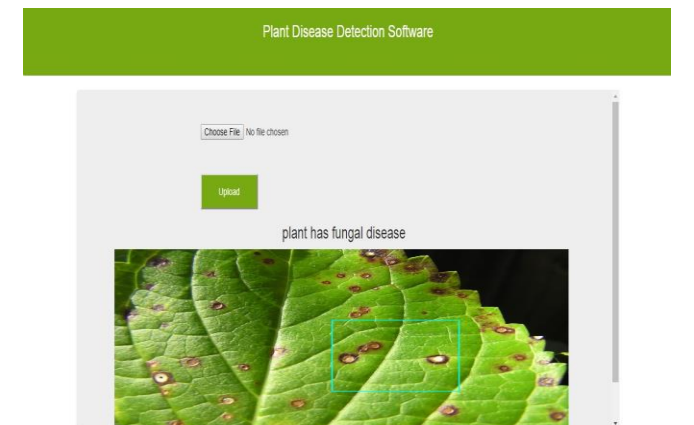 Plant Disease Detection Software
Choose File No file chosen
Upload
plant has fungal disease